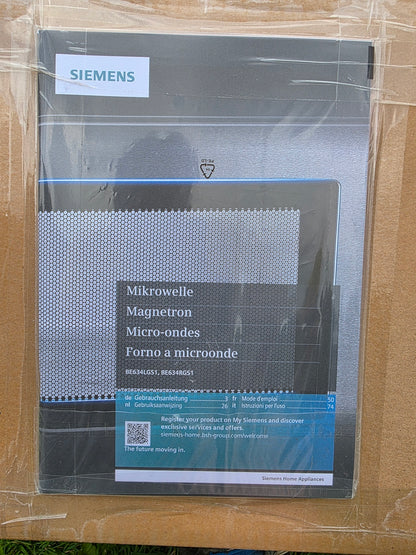 SIEMENS
PE-LD
Mikrowelle
Magnetron
Micro-ondes
Forno a microonde
BE634LGS1, BE634RGS1
de Gebrauchsanleitung 3 fr Mode d'emploi 50
nl Gebruiksaanwijzing 26 it Istruzioni per l'uso 74
Register your product on My Siemens and discover
exclusive services and offers.
siemens-home.bsh-group.com/welcome
The future moving in.
Siemens Home Appliances